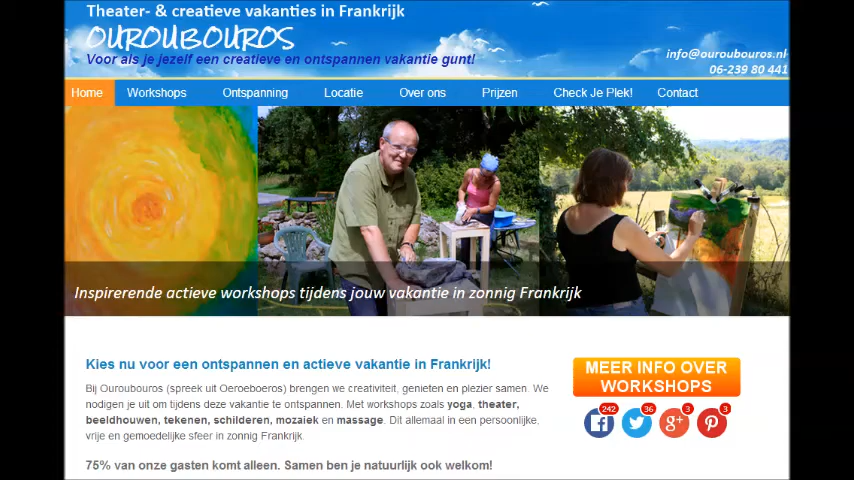 Theater- & creatieve vakanties in Frankrijk
OUROUBOUROS
Voor als je jezelf een creatieve en ontspannen vakantie gunt!
info@ouroubouros.nl
06-239 80 441
Home Workshops Ontspanning Locatie Over ons Prijzen Check Je Plek! Contact
Inspirerende actieve workshops tijdens jouw vakantie in zonnig Frankrijk
Kies nu voor een ontspannen en actieve vakantie in Frankrijk!
Bij Ouroubouros (spreek uit Oeroeboeros) brengen we creativiteit, genieten en plezier samen. We
nodigen je uit om tijdens deze vakantie te ontspannen. Met workshops zoals yoga, theater,
beeldhouwen, tekenen, schilderen, mozaiek en massage. Dit allemaal in een persoonlijke,
vrije en gemoedelijke sfeer in zonnig Frankrijk.
75% van onze gasten komt alleen. Samen ben je natuurlijk ook welkom!
MEER INFO OVER
WORKSHOPS
242 36 3 3